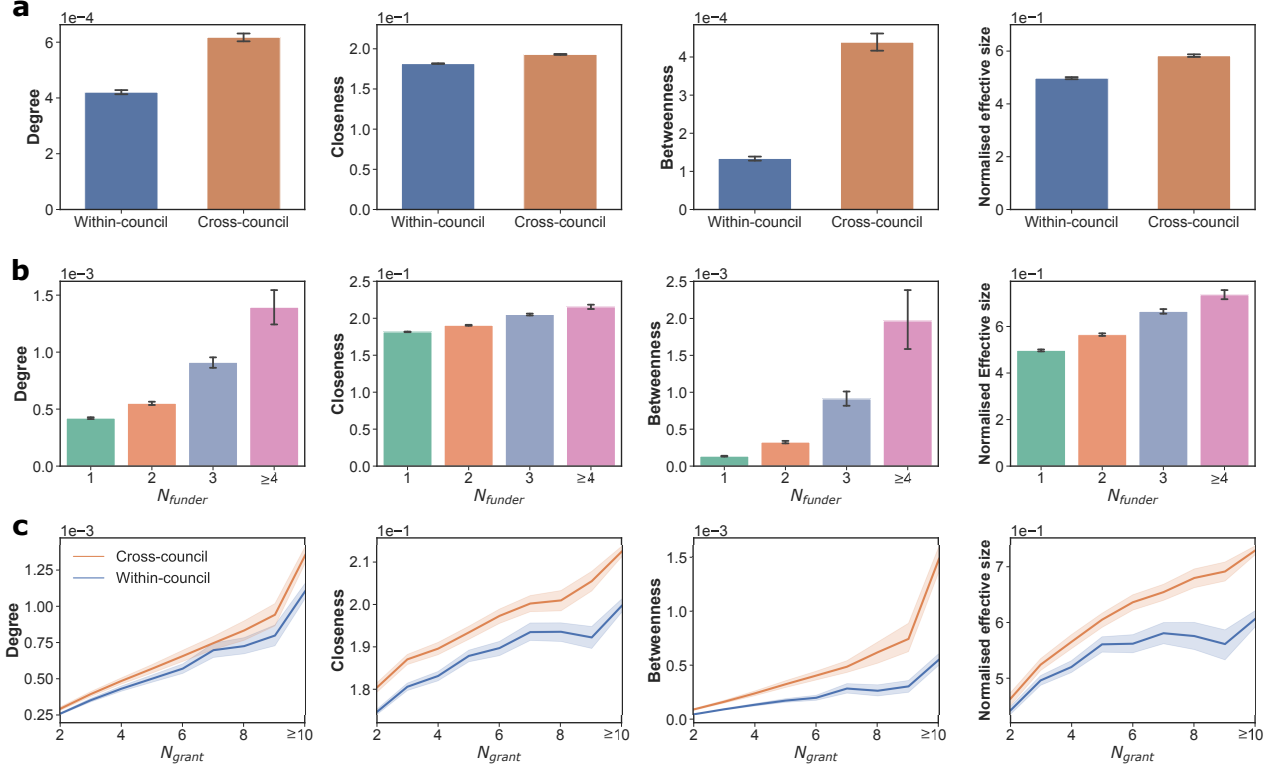 a
1e−4
Degree
6
4
2
0
Within-council Cross-council
1e−1
Closeness
2.0
1.5
1.0
0.5
0.0
Within-council Cross-council
1e−4
Betweenness
4
3
2
1
0
Within-council Cross-council
1e−1
Normalised effective size
6
4
2
0
Within-council Cross-council
b
1e−3
Degree
1.5
1.0
0.5
0.0
1 2 3 ≥4
N_funder
1e−1
Closeness
2.5
2.0
1.5
1.0
0.5
0.0
1 2 3 ≥4
N_funder
1e−3
Betweenness
2.5
2.0
1.5
1.0
0.5
0.0
1 2 3 ≥4
N_funder
1e−1
Normalised Effective size
6
4
2
0
1 2 3 ≥4
N_funder
c
1e−3
Degree
Cross-council
Within-council
1.25
1.00
0.75
0.50
0.25
2 4 6 8 ≥10
N_grant
1e−1
Closeness
2.1
2.0
1.9
1.8
2 4 6 8 ≥10
N_grant
1e−3
Betweenness
1.5
1.0
0.5
0.0
2 4 6 8 ≥10
N_grant
1e−1
Normalised effective size
7
6
5
2 4 6 8 ≥10
N_grant